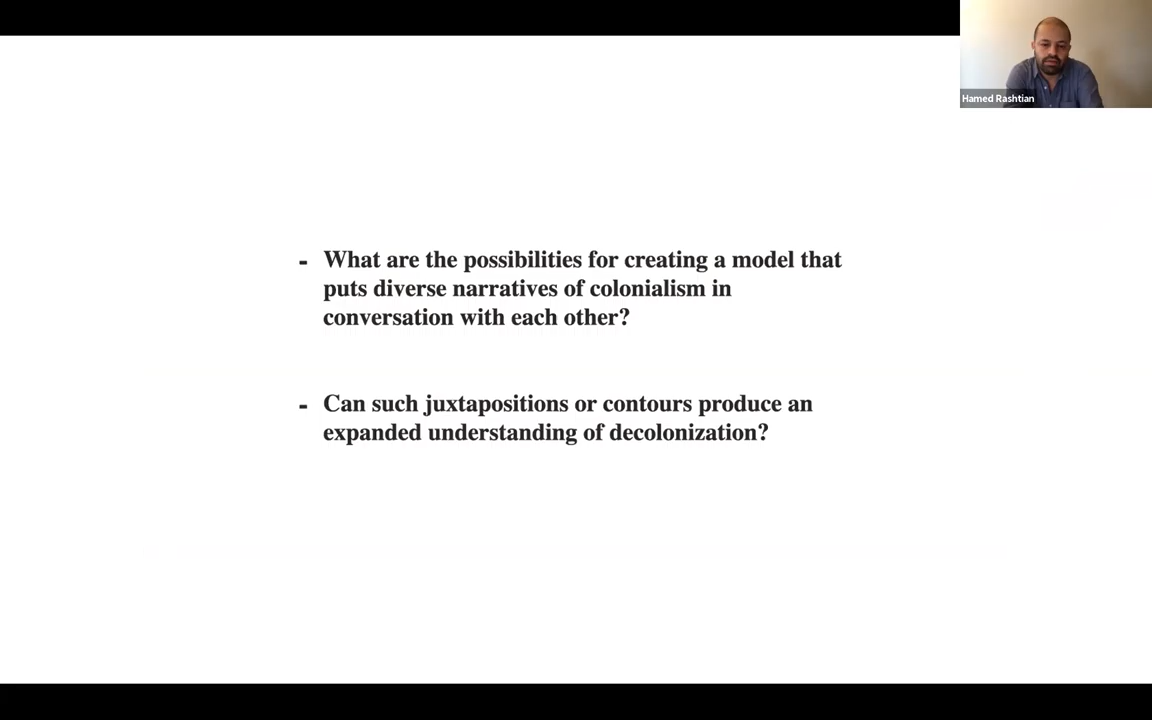 Hamed Rashtian
- What are the possibilities for creating a model that
puts diverse narratives of colonialism in
conversation with each other?
- Can such juxtapositions or contours produce an
expanded understanding of decolonization?